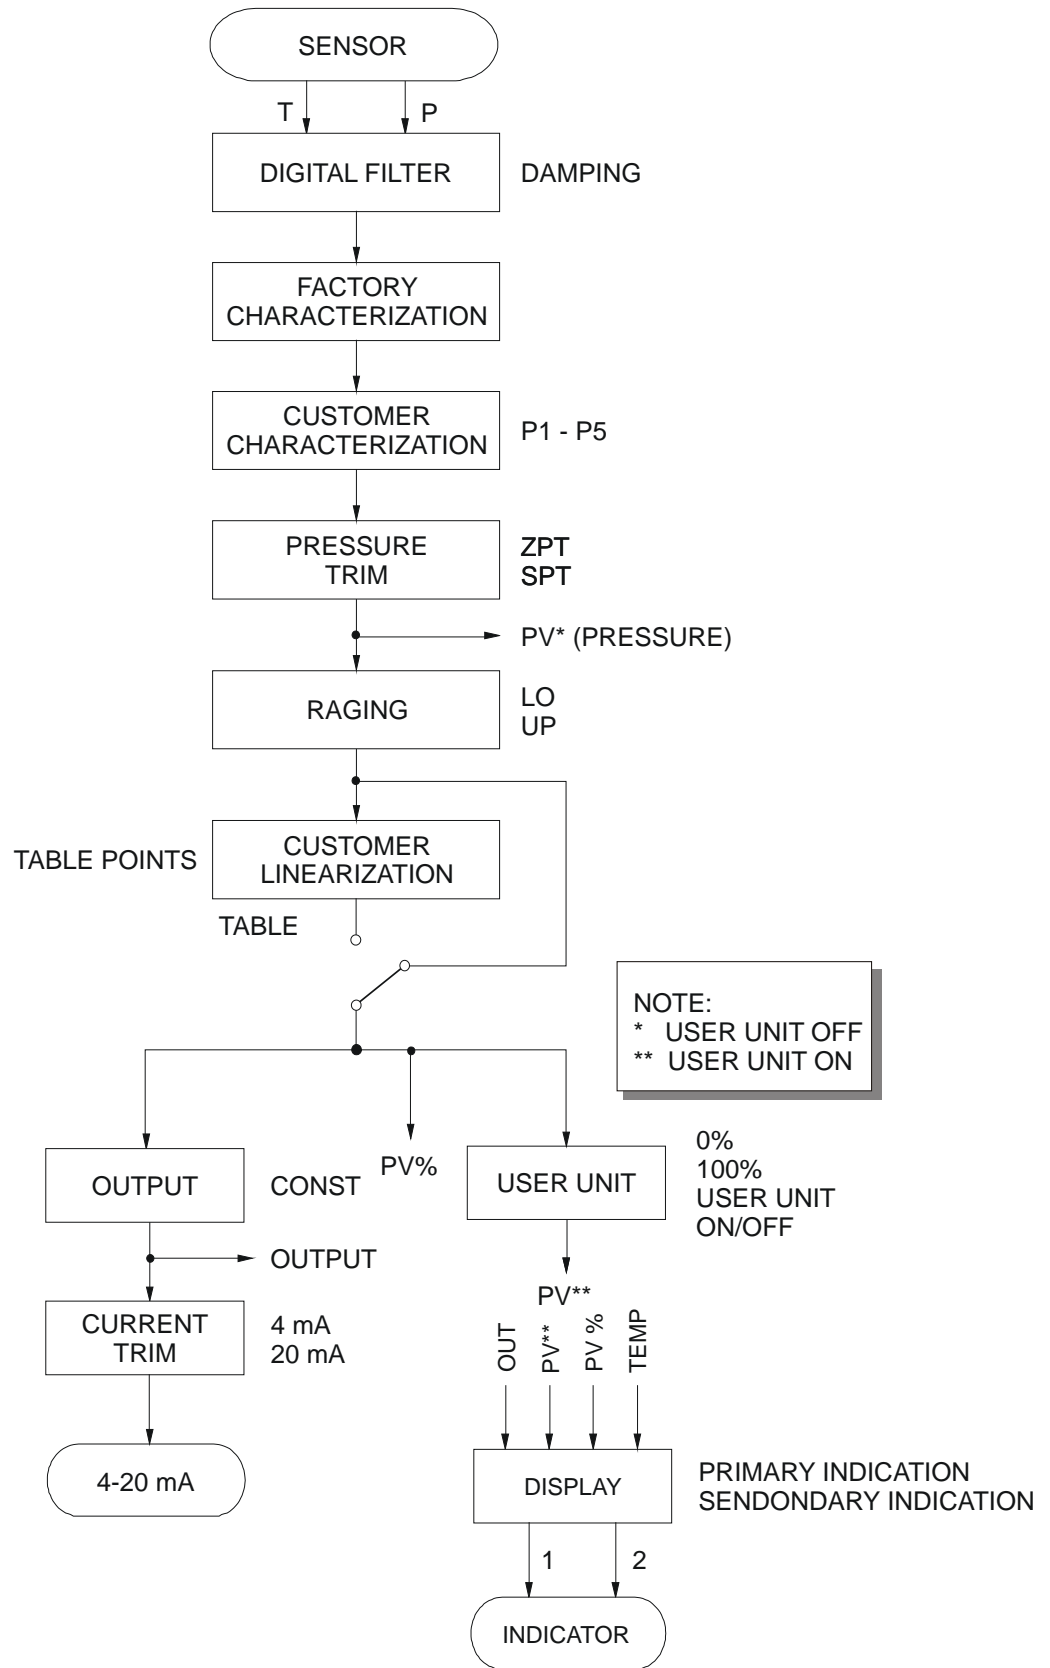 SENSOR
T
P
DIGITAL FILTER
DAMPING
FACTORY
CHARACTERIZATION
CUSTOMER
CHARACTERIZATION
P1 - P5
PRESSURE
TRIM
ZPT
SPT
PV* (PRESSURE)
RAGING
LO
UP
TABLE POINTS
CUSTOMER
LINEARIZATION
TABLE
NOTE:
* USER UNIT OFF
** USER UNIT ON
OUTPUT
CONST
PV%
USER UNIT
0%
100%
USER UNIT
ON/OFF
OUTPUT
PV**
CURRENT
TRIM
4 mA
20 mA
OUT
PV**
PV %
TEMP
4-20 mA
DISPLAY
PRIMARY INDICATION
SENDONDARY INDICATION
1
2
INDICATOR